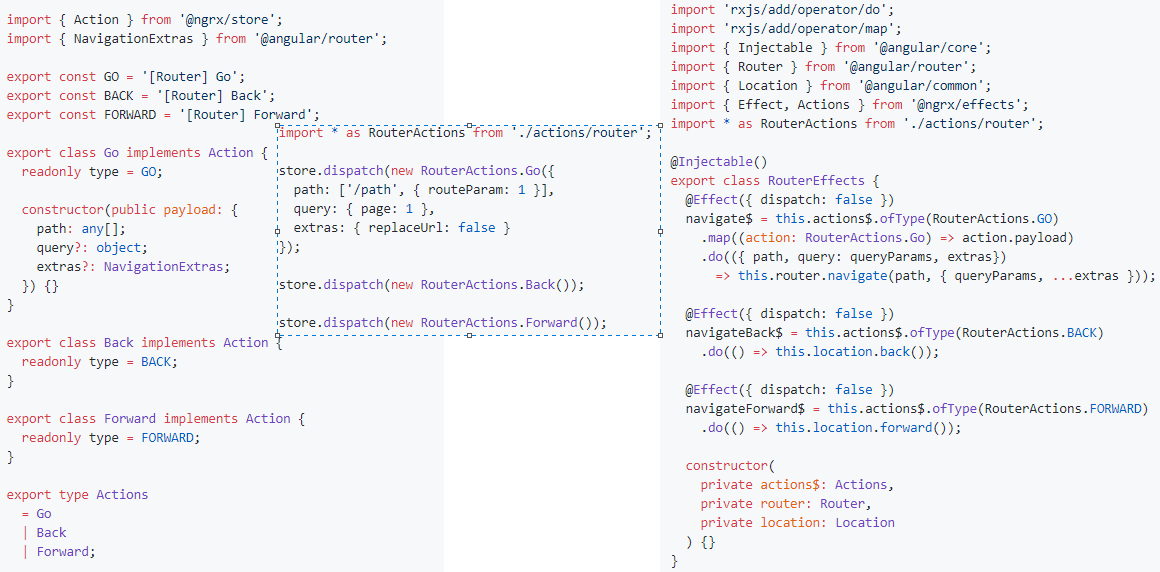 import { Action } from '@ngrx/store';
import { NavigationExtras } from '@angular/router';
export const GO = '[Router] Go';
export const BACK = '[Router] Back';
export const FORWARD = '[Router] Forward';
export class Go implements Action {
readonly type = GO;
constructor(public payload: {
path: any[];
query?: object;
extras?: NavigationExtras;
}) {}
}
export class Back implements Action {
readonly type = BACK;
}
export class Forward implements Action {
readonly type = FORWARD;
}
export type Actions
= Go
| Back
| Forward;
import * as RouterActions from './actions/router';
store.dispatch(new RouterActions.Go({
path: ['/path', { routeParam: 1 }],
query: { page: 1 },
extras: { replaceUrl: false }
});
store.dispatch(new RouterActions.Back());
store.dispatch(new RouterActions.Forward());
import 'rxjs/add/operator/do';
import 'rxjs/add/operator/map';
import { Injectable } from '@angular/core';
import { Router } from '@angular/router';
import { Location } from '@angular/common';
import { Effect, Actions } from '@ngrx/effects';
import * as RouterActions from './actions/router';
@Injectable()
export class RouterEffects {
@Effect({ dispatch: false })
navigate$ = this.actions$.ofType(RouterActions.GO)
.map((action: RouterActions.Go) => action.payload)
.do(({ path, query: queryParams, extras})
=> this.router.navigate(path, { queryParams, ...extras }));
@Effect({ dispatch: false })
navigateBack$ = this.actions$.ofType(RouterActions.BACK)
.do(() => this.location.back());
@Effect({ dispatch: false })
navigateForward$ = this.actions$.ofType(RouterActions.FORWARD)
.do(() => this.location.forward());
constructor(
private actions$: Actions,
private router: Router,
private location: Location
) {}
}